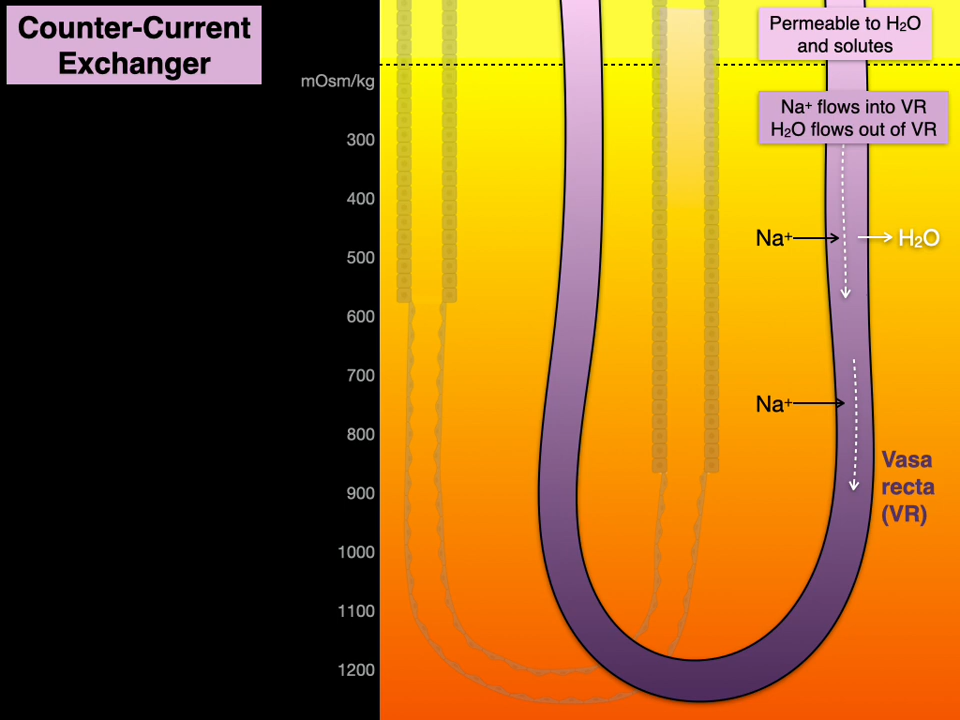 Counter-Current
Exchanger
Permeable to H₂O
and solutes
mOsm/kg
Na⁺ flows into VR
H₂O flows out of VR
300
400
Na⁺
H₂O
500
600
700
Na⁺
800
Vasa
recta
(VR)
900
1000
1100
1200